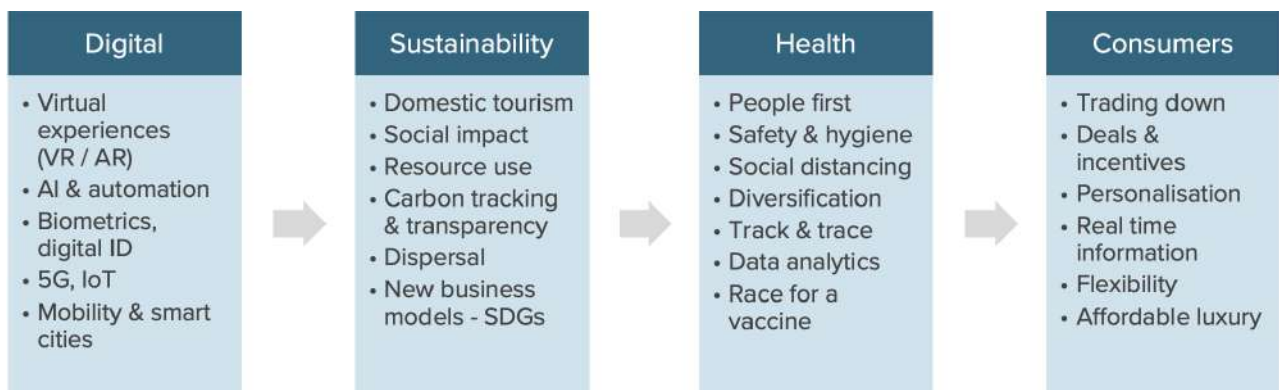 Digital
• Virtual
experiences
(VR / AR)
• AI & automation
• Biometrics,
digital ID
• 5G, IoT
• Mobility & smart
cities
Sustainability
• Domestic tourism
• Social impact
• Resource use
• Carbon tracking
& transparency
• Dispersal
• New business
models - SDGs
Health
• People first
• Safety & hygiene
• Social distancing
• Diversification
• Track & trace
• Data analytics
• Race for a
vaccine
Consumers
• Trading down
• Deals &
incentives
• Personalisation
• Real time
information
• Flexibility
• Affordable luxury